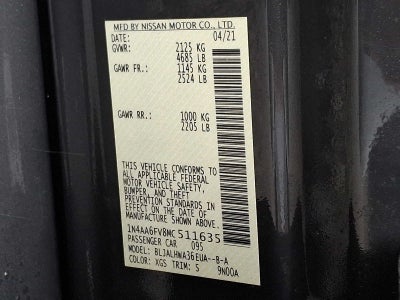 MFD BY NISSAN MOTOR CO., LTD.
DATE: 04/21
GVWR: 2125 KG
4685 LB
GAWR FR.: 1145 KG
2524 LB
GAWR RR.: 1000 KG
2205 LB
THIS VEHICLE CONFORMS TO
ALL APPLICABLE FEDERAL
MOTOR VEHICLE SAFETY,
BUMPER, AND THEFT
PREVENTION STANDARDS IN
EFFECT ON THE DATE OF
MANUFACTURE SHOWN ABOVE.
1N4AA6FV8MC511635
PASSENGER CAR 095
MODEL: BLJALHWA36EUA--B-A
COLOR: XGS TRIM: S 9N00A